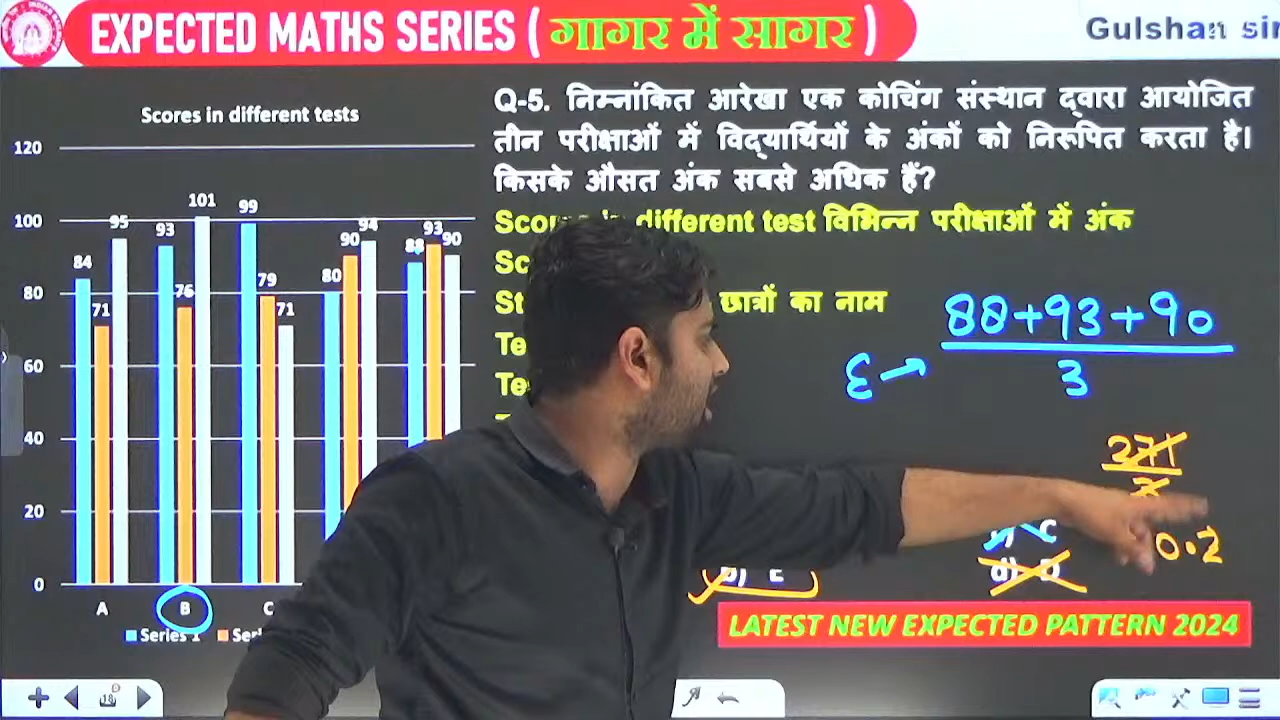 EXPECTED MATHS SERIES ( गागर में सागर )
Gulshan sir
Scores in different tests
120
100
80
60
40
20
0
84
71
95
93
76
101
99
79
71
80
90
94
88
93
90
A
B
C
Series 1
Q-5. निम्नांकित आरेखा एक कोचिंग संस्थान द्वारा आयोजित
तीन परीक्षाओं में विद्यार्थियों के अंकों को निरूपित करता है।
किसके औसत अंक सबसे अधिक हैं?
different test विभिन्न परीक्षाओं में अंक
छात्रों का नाम
88+93+90
3
271
0.2
C
b) E
d) D
LATEST NEW EXPECTED PATTERN 2024
18